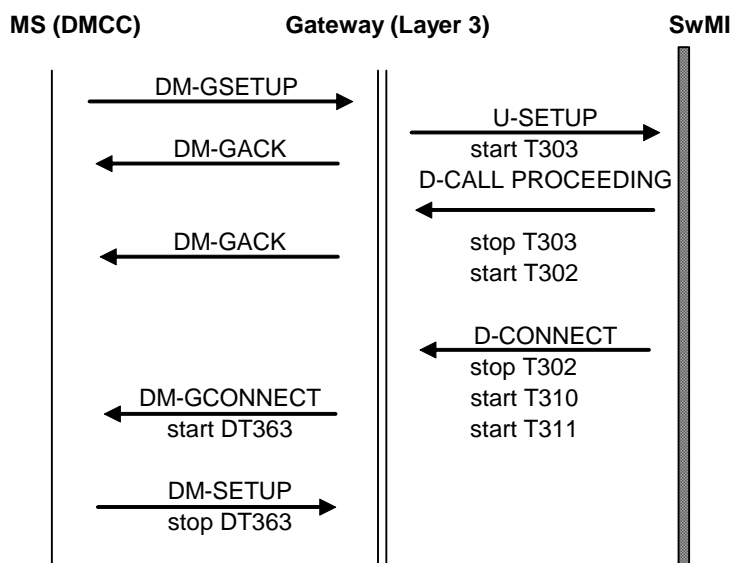 MS (DMCC) Gateway (Layer 3) SwMI
DM-GSETUP
U-SETUP
start T303
DM-GACK
D-CALL PROCEEDING
DM-GACK
stop T303
start T302
D-CONNECT
stop T302
DM-GCONNECT
start T310
start DT363
start T311
DM-SETUP
stop DT363